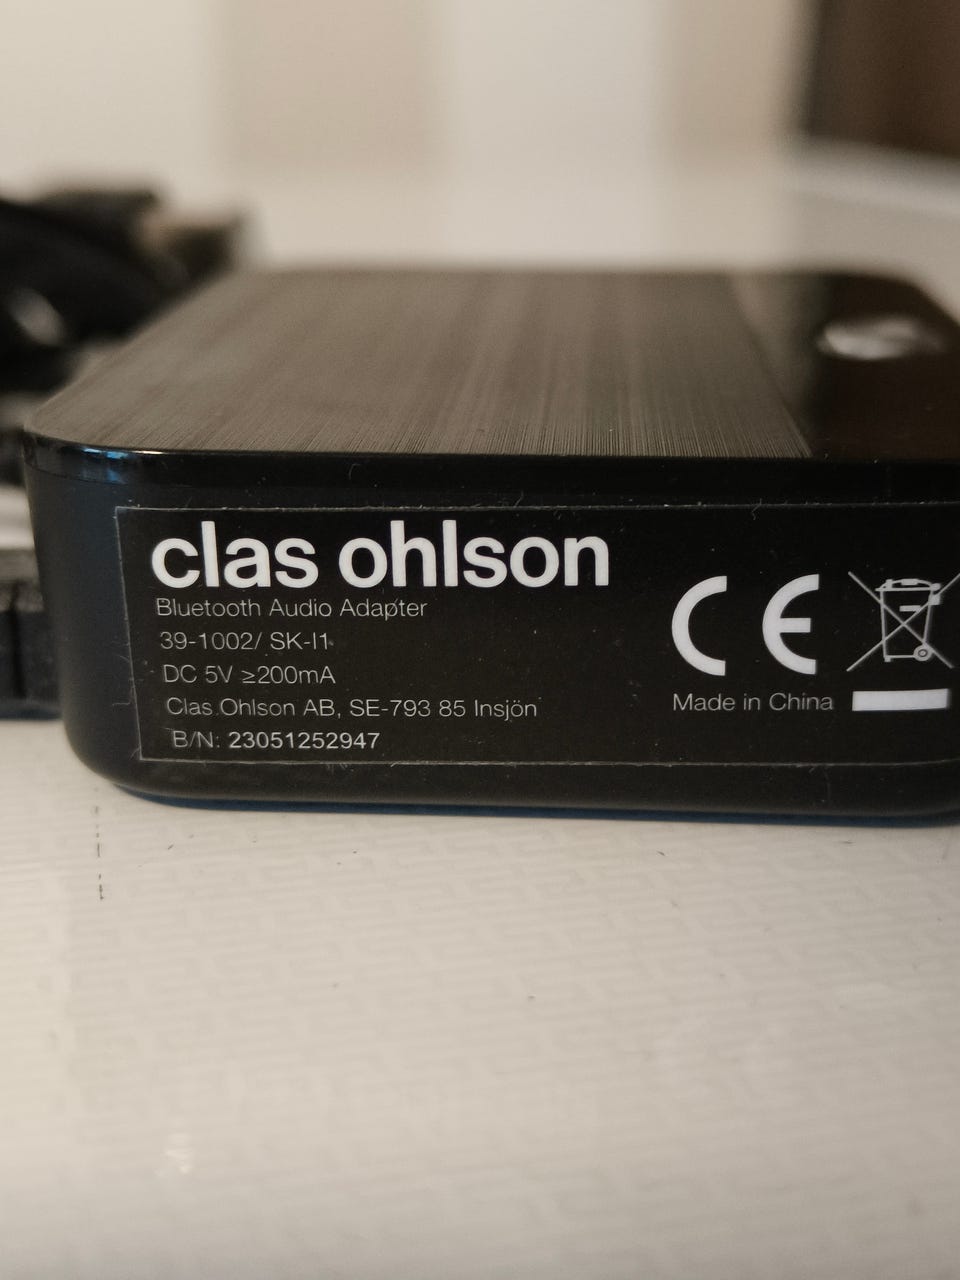 clas ohlson
Bluetooth Audio Adapter
39-1002/ SK-I1
DC 5V ≥200mA
Clas Ohlson AB, SE-793 85 Insjön
B/N: 23051252947
CE
Made in China